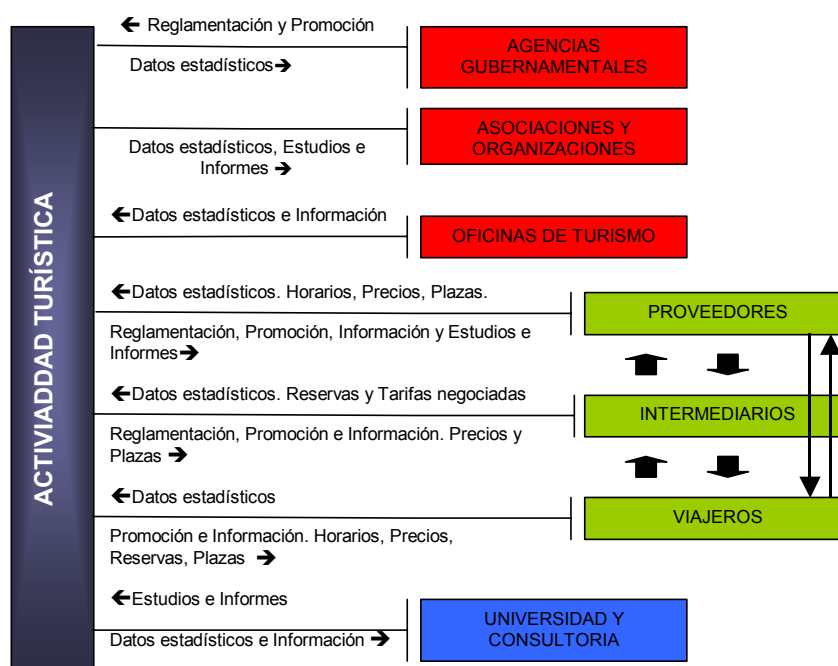 ACTIVIADDAD TURÍSTICA
🡸 Reglamentación y Promoción
Datos estadísticos🡺
AGENCIAS
GUBERNAMENTALES
Datos estadísticos, Estudios e
Informes 🡺
ASOCIACIONES Y
ORGANIZACIONES
🡸Datos estadísticos e Información
OFICINAS DE TURISMO
🡸Datos estadísticos. Horarios, Precios, Plazas.
Reglamentación, Promoción, Información y Estudios e
Informes🡺
PROVEEDORES
🡸Datos estadísticos. Reservas y Tarifas negociadas
Reglamentación, Promoción e Información. Precios y
Plazas 🡺
INTERMEDIARIOS
🡸Datos estadísticos
Promoción e Información. Horarios, Precios,
Reservas, Plazas 🡺
VIAJEROS
🡸Estudios e Informes
Datos estadísticos e Información 🡺
UNIVERSIDAD Y
CONSULTORIA